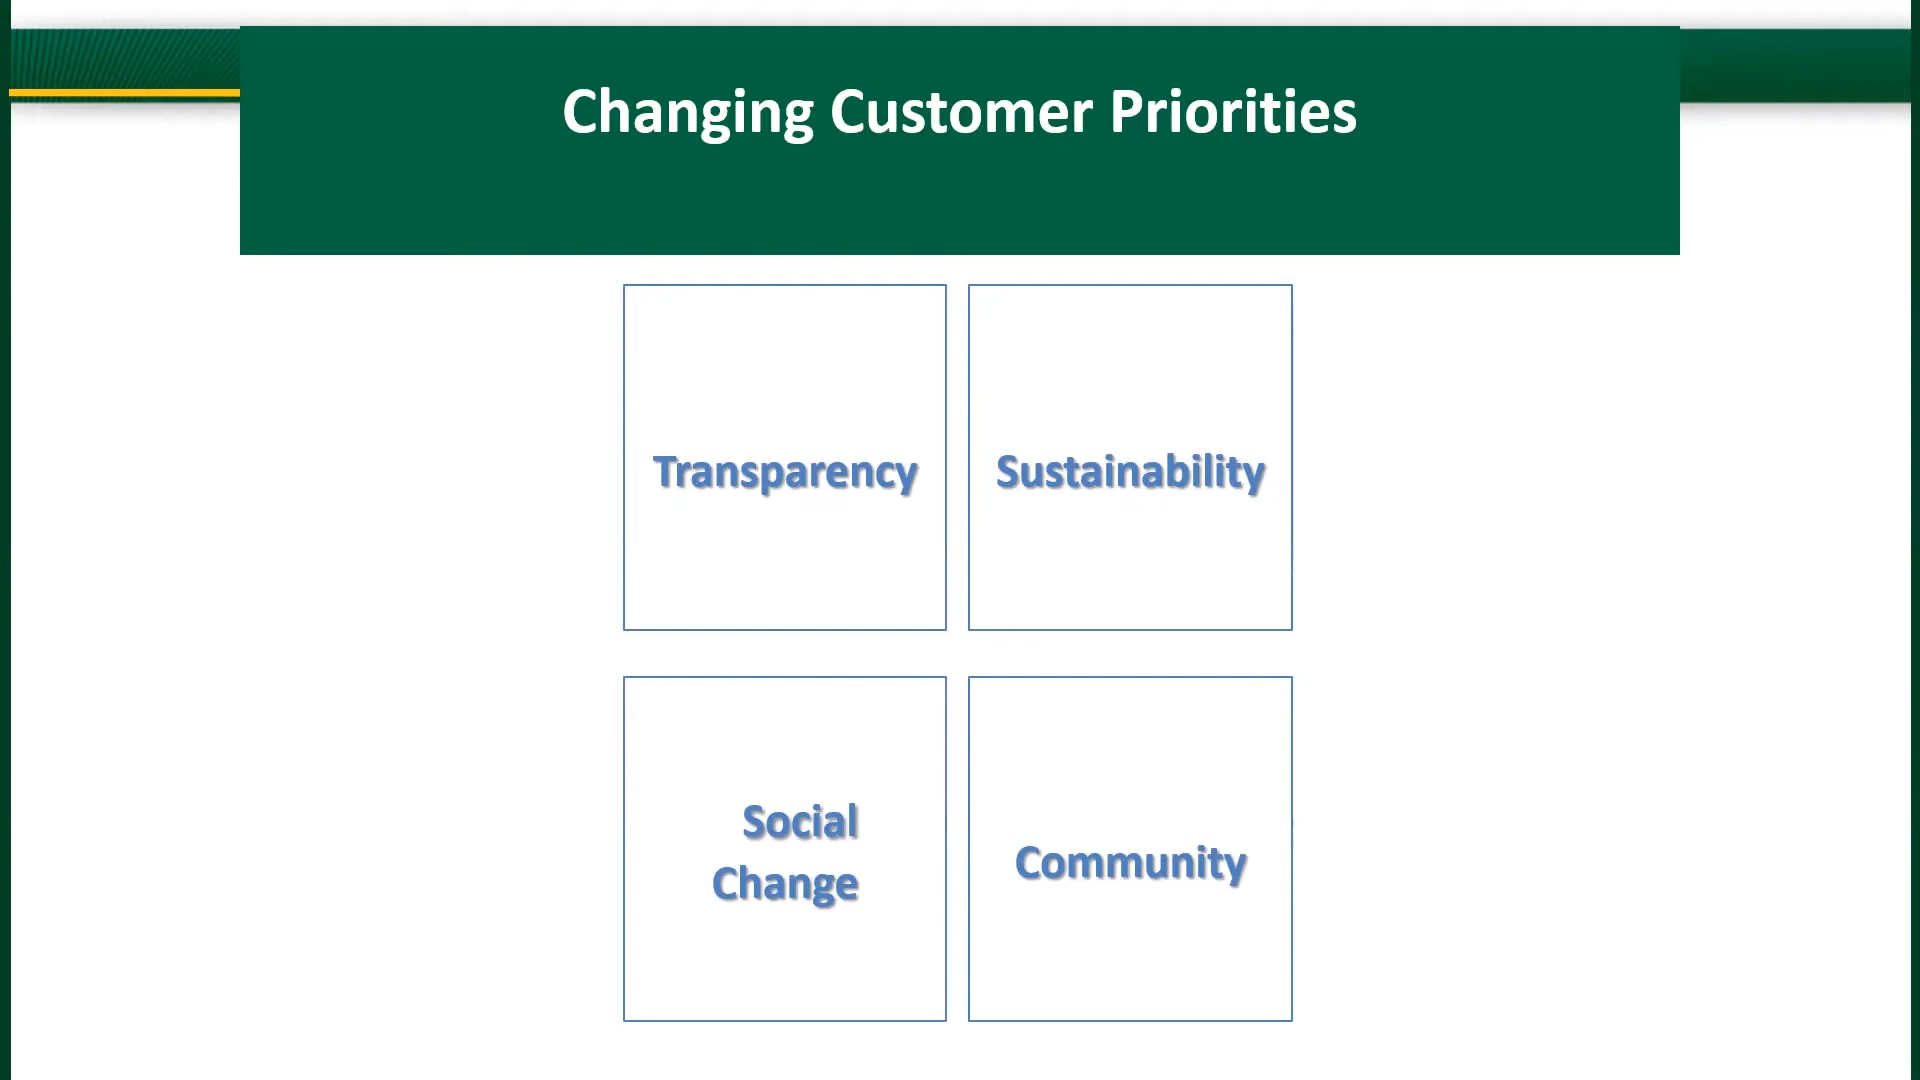 Changing Customer Priorities
Transparency
Sustainability
Social
Change
Community